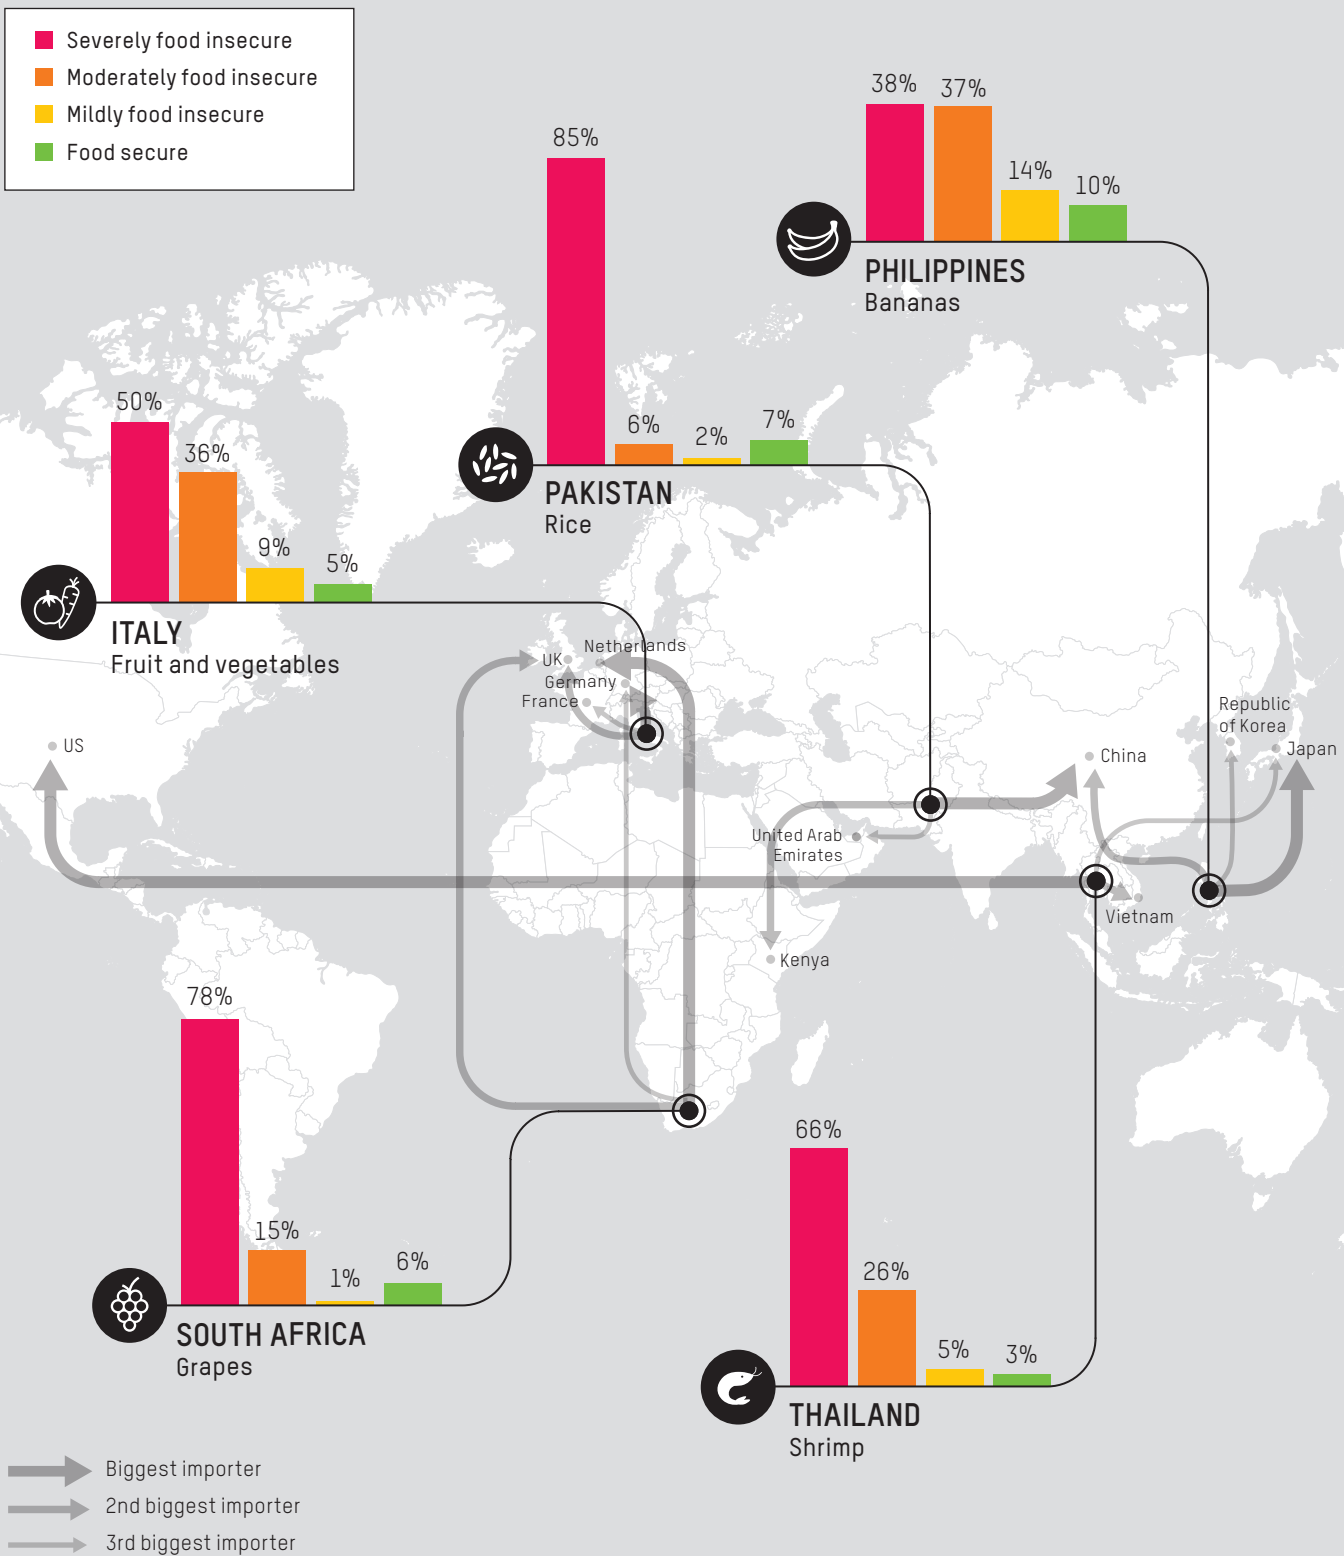 Severely food insecure
Moderately food insecure
Mildly food insecure
Food secure
38% 37% 14% 10%
PHILIPPINES
Bananas
85% 6% 2% 7%
PAKISTAN
Rice
50% 36% 9% 5%
ITALY
Fruit and vegetables
UK
Netherlands
Germany
France
US
Republic
of Korea
Japan
China
United Arab
Emirates
Vietnam
Kenya
78% 15% 1% 6%
SOUTH AFRICA
Grapes
66% 26% 5% 3%
THAILAND
Shrimp
Biggest importer
2nd biggest importer
3rd biggest importer